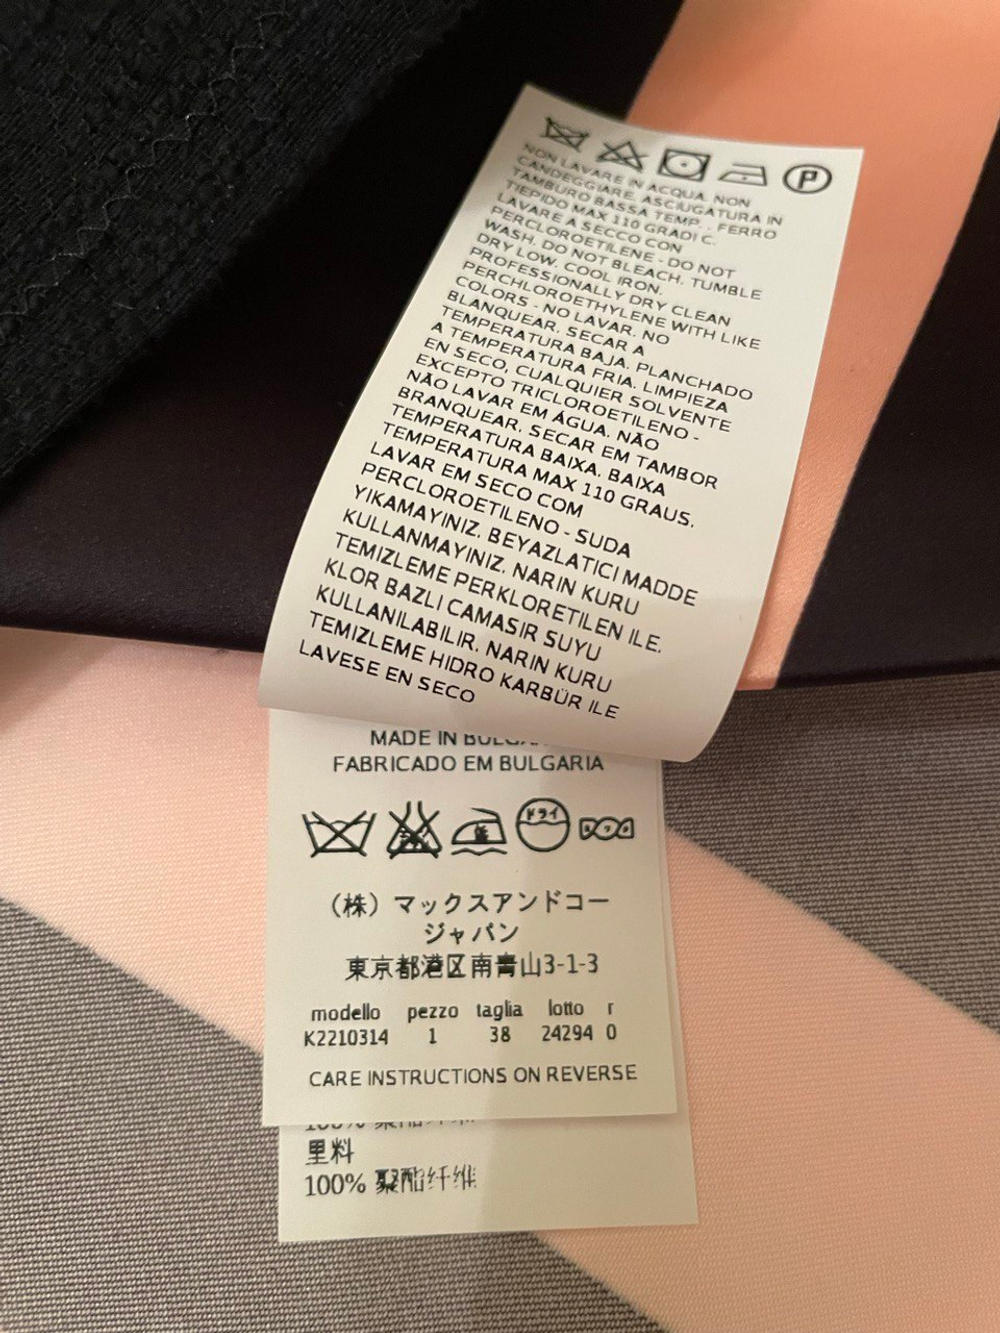 P
NON LAVARE IN ACQUA. NON
CANDEGGIARE. ASCIUGATURA IN
TAMBURO BASSA TEMP. . FERRO
TIEPIDO MAX 110 GRADI C.
LAVARE A SECCO CON
PERCLOROETILENE - DO NOT
WASH. DO NOT BLEACH. TUMBLE
DRY LOW. COOL IRON.
PROFESSIONALLY DRY CLEAN
PERCHLOROETHYLENE WITH LIKE
COLORS - NO LAVAR. NO
BLANQUEAR. SECAR A
TEMPERATURA BAJA. PLANCHADO
A TEMPERATURA FRIA. LIMPIEZA
EN SECO, CUALQUIER SOLVENTE
EXCEPTO TRICLOROETILENO -
NÃO LAVAR EM ÁGUA. NÃO
BRANQUEAR. SECAR EM TAMBOR
TEMPERATURA BAIXA. BAIXA
TEMPERATURA MAX 110 GRAUS.
LAVAR EM SECO COM
PERCLOROETILENO - SUDA
YIKAMAYINIZ. BEYAZLATICI MADDE
KULLANMAYINIZ. NARIN KURU
TEMIZLEME PERKLORETILEN ILE.
KLOR BAZLI CAMASIR SUYU
KULLANILABILIR. NARIN KURU
TEMIZLEME HIDRO KARBÜR ILE
LAVESE EN SECO
MADE IN
FABRICADO EM BULGARIA
ドライ
（株）マックスアンドコー
ジャパン
東京都港区南青山3-1-3
modello pezzo taglia lotto r
K2210314 1 38 24294 0
CARE INSTRUCTIONS ON REVERSE
里料
100% 聚酯纤维